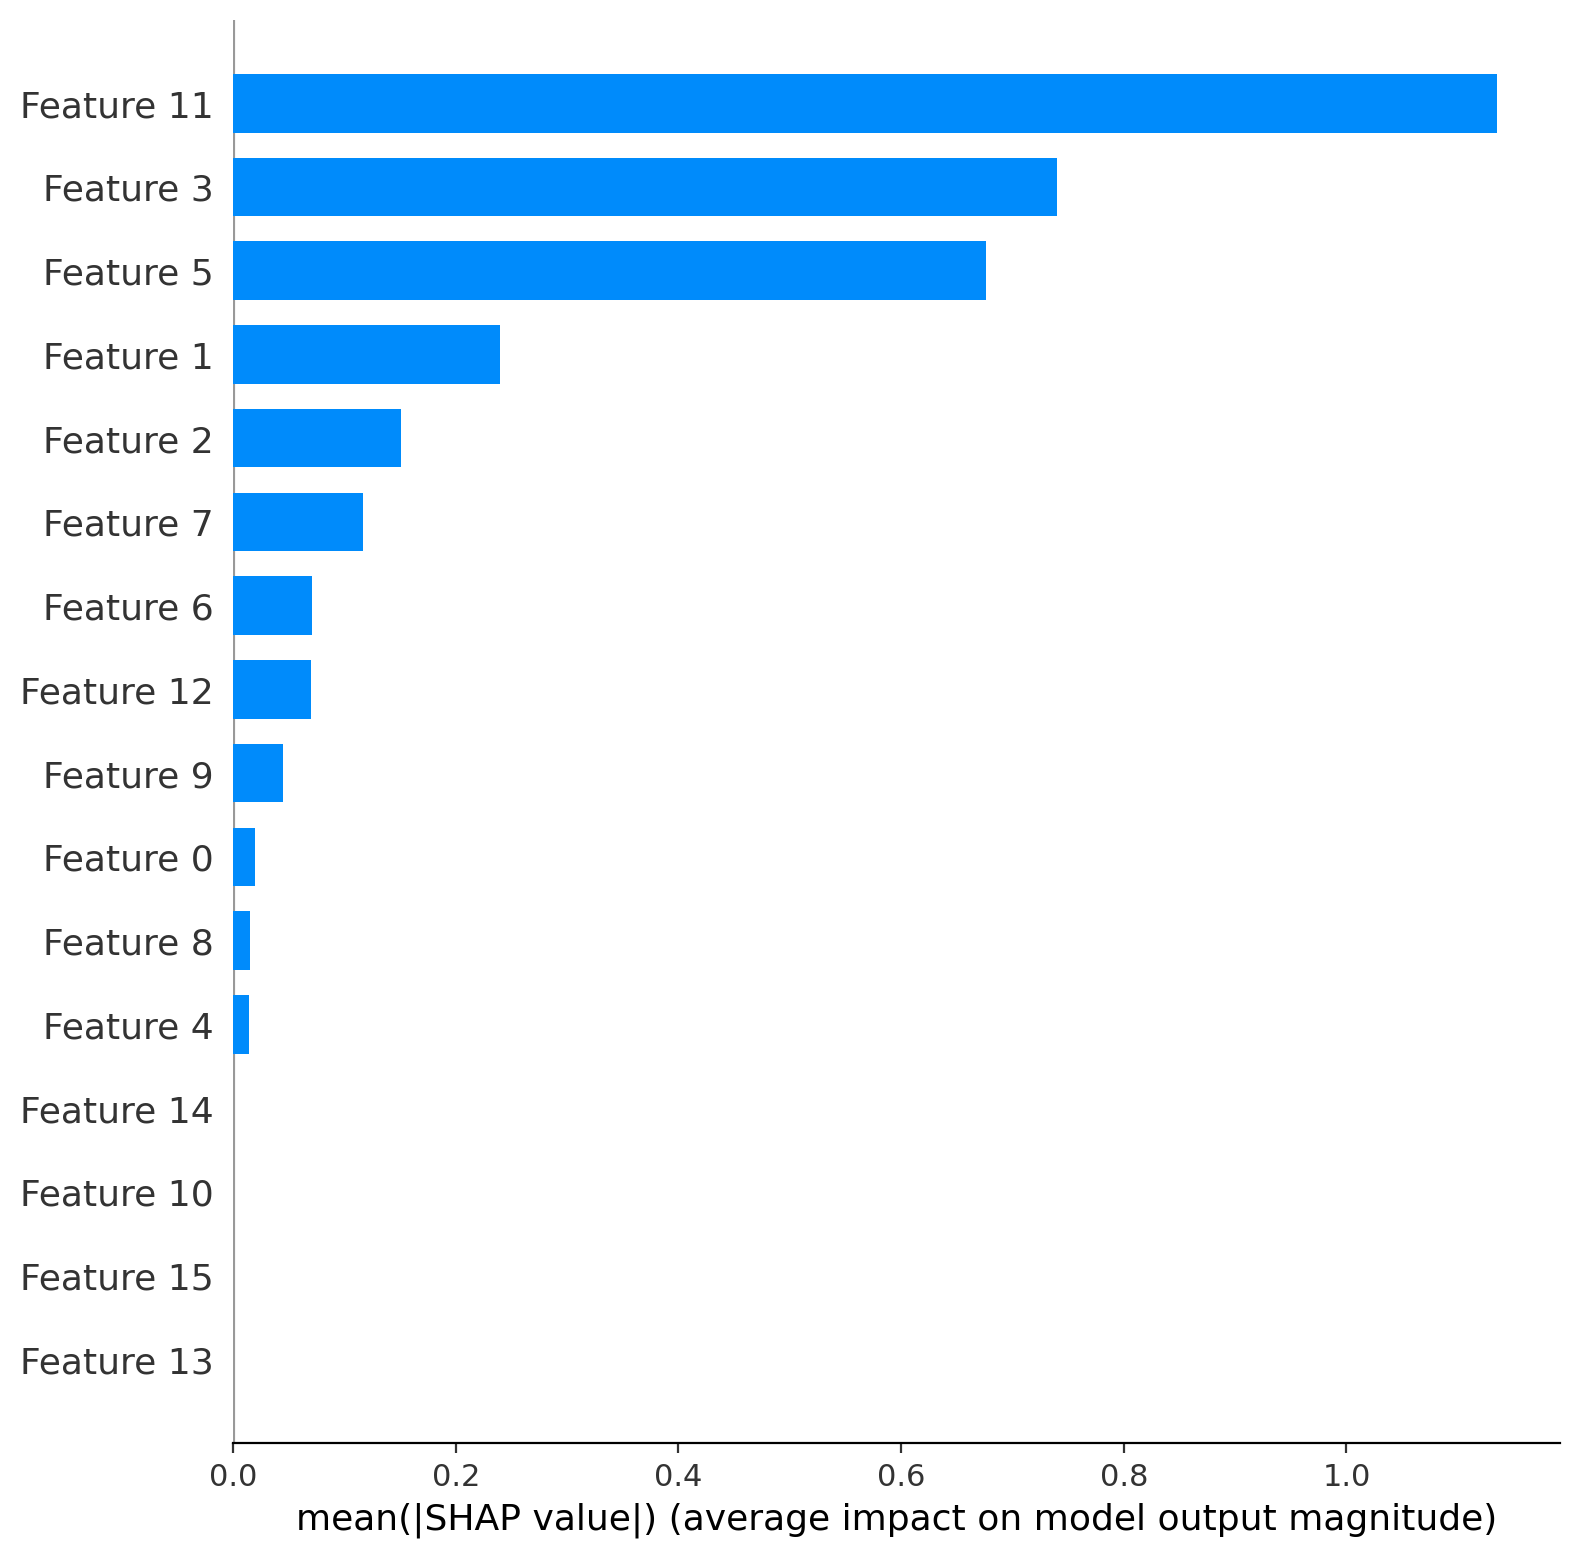 Feature 11
Feature 3
Feature 5
Feature 1
Feature 2
Feature 7
Feature 6
Feature 12
Feature 9
Feature 0
Feature 8
Feature 4
Feature 14
Feature 10
Feature 15
Feature 13
0.0 0.2 0.4 0.6 0.8 1.0
mean(|SHAP value|) (average impact on model output magnitude)